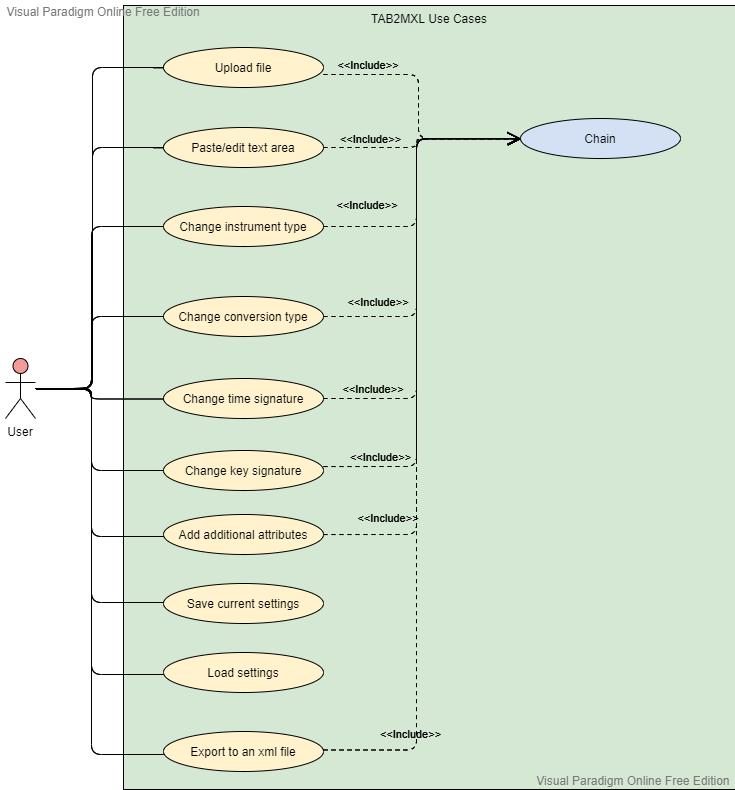 Visual Paradigm Online Free Edition
TAB2MXL Use Cases
Upload file
<<Include>>
Paste/edit text area
<<Include>>
Chain
Change instrument type
<<Include>>
Change conversion type
<<Include>>
Change time signature
<<Include>>
User
Change key signature
<<Include>>
Add additional attributes
<<Include>>
Save current settings
Load settings
Export to an xml file
<<Include>>
Visual Paradigm Online Free Edition